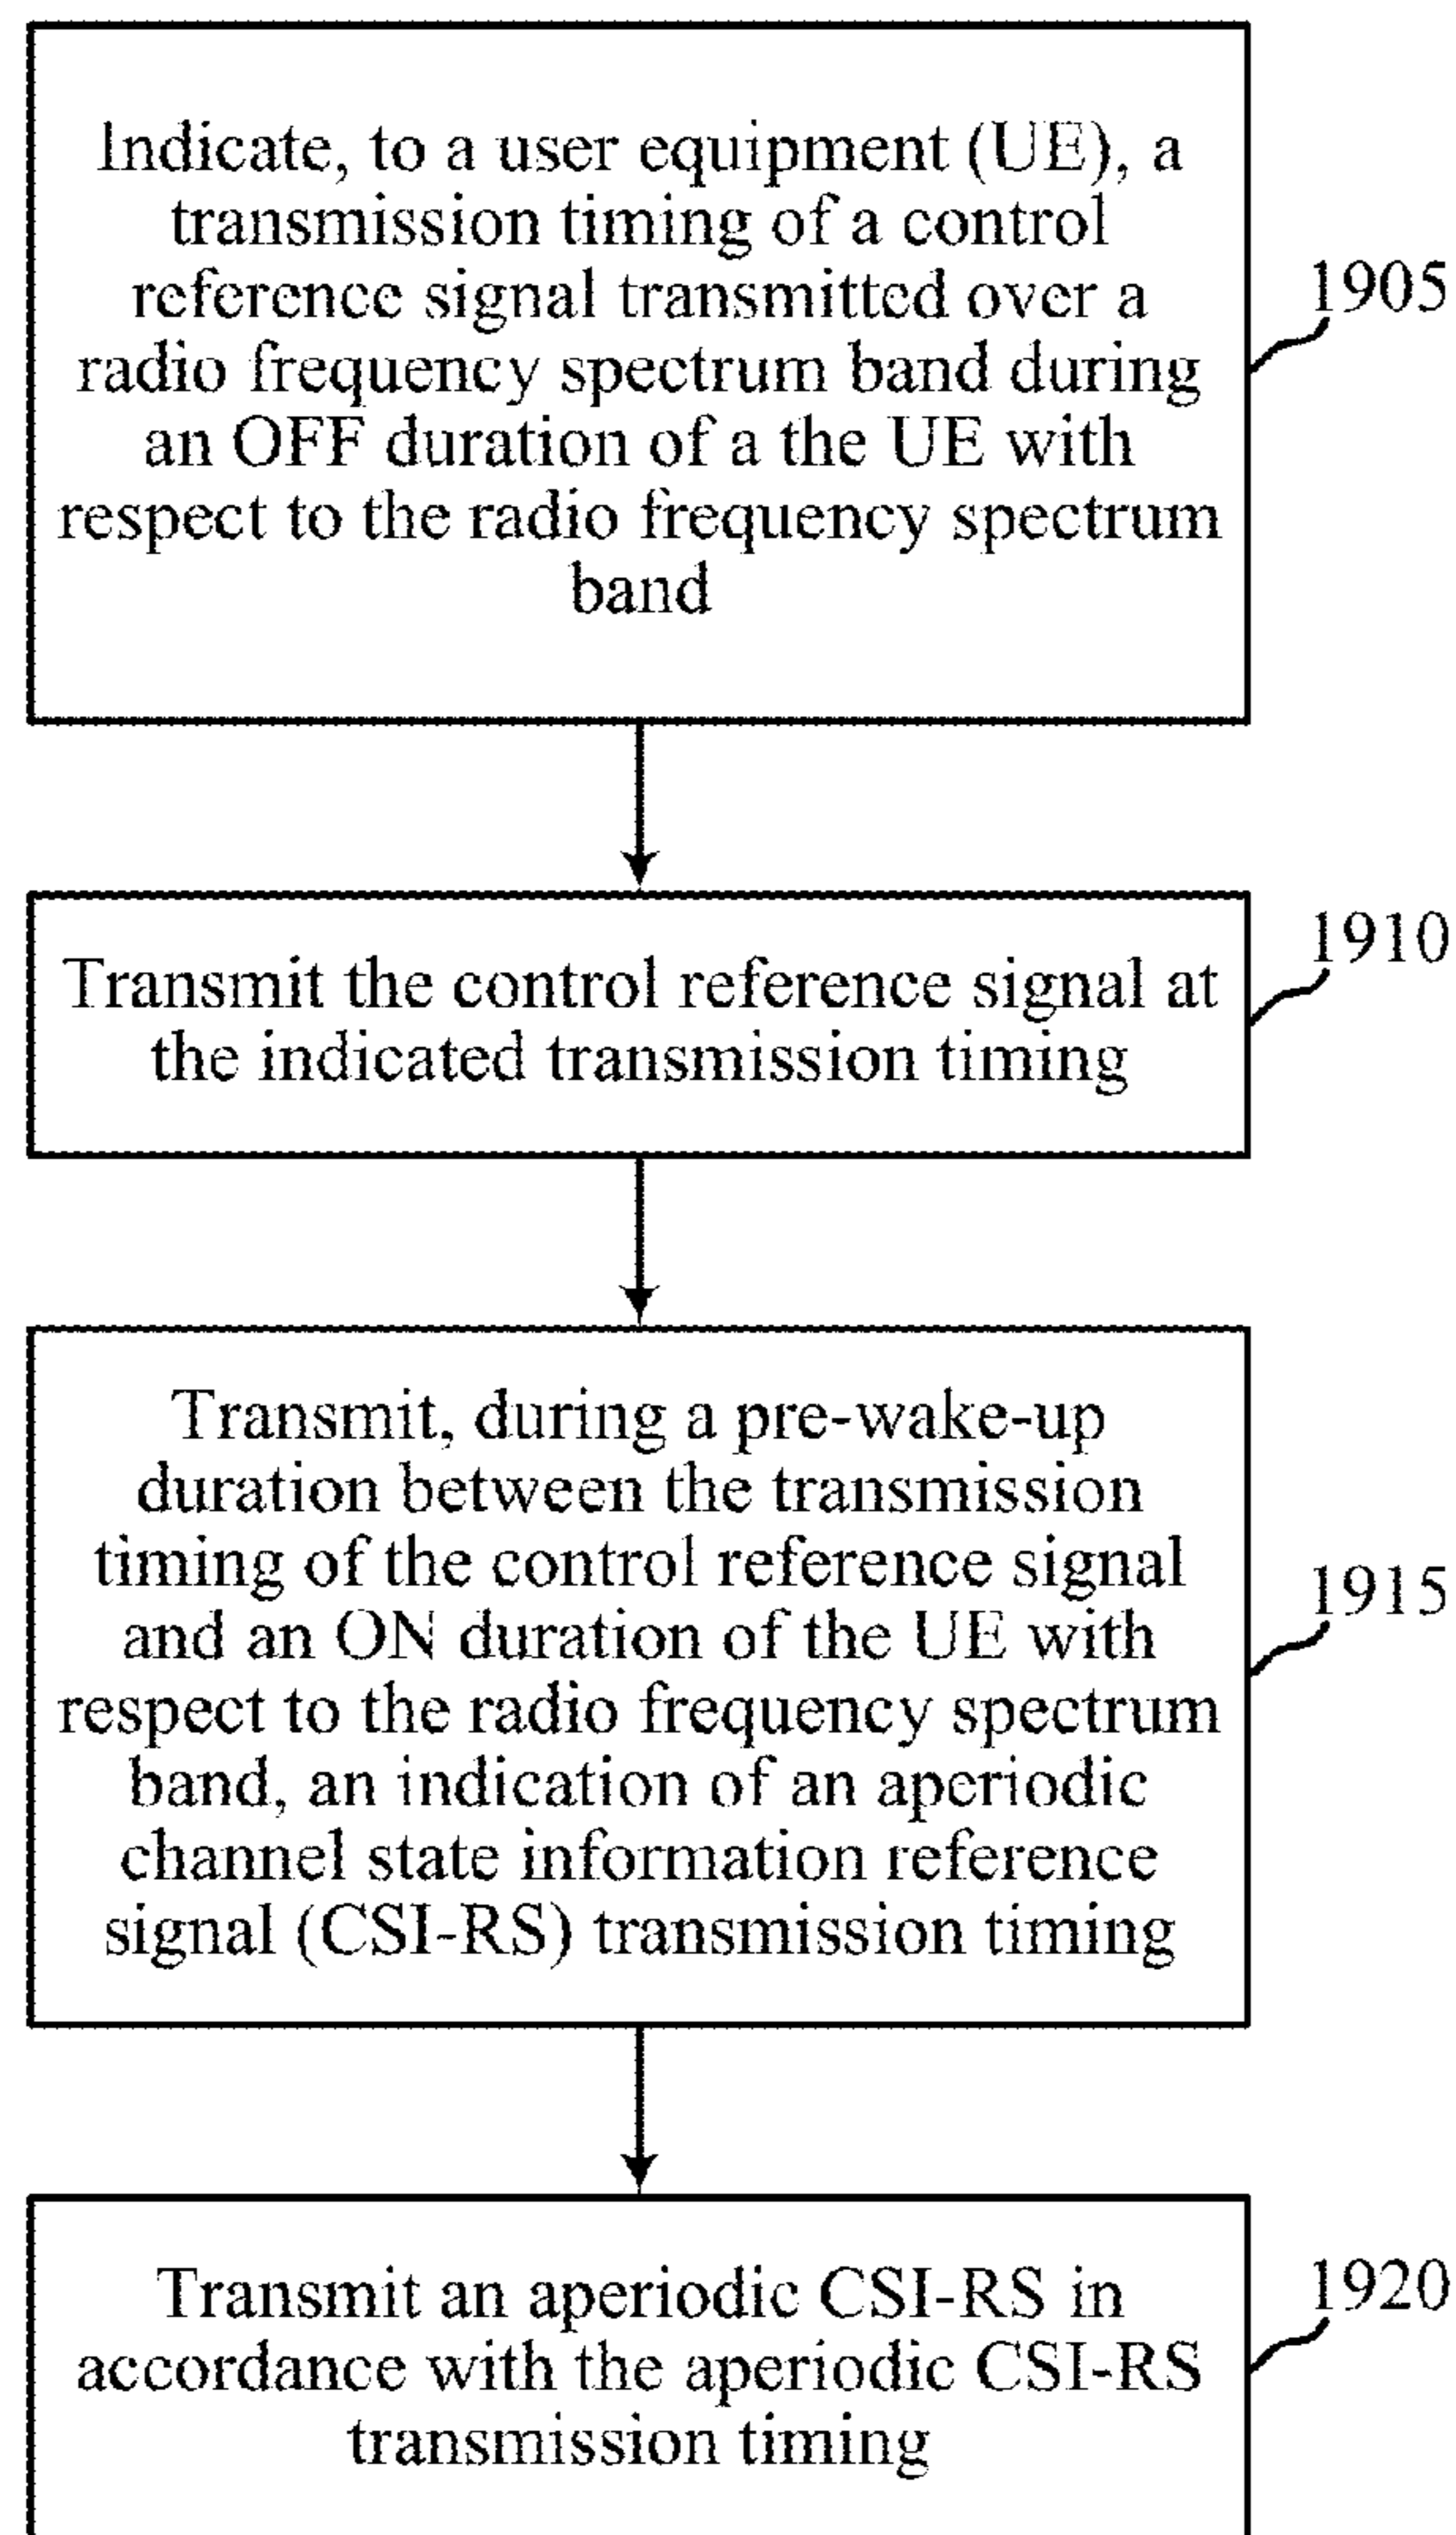 Indicate, to a user equipment (UE), a
transmission timing of a control
reference signal transmitted over a
radio frequency spectrum band during
an OFF duration of a the UE with
respect to the radio frequency spectrum
band
1905
Transmit the control reference signal at
the indicated transmission timing
1910
Transmit, during a pre-wake-up
duration between the transmission
timing of the control reference signal
and an ON duration of the UE with
respect to the radio frequency spectrum
band, an indication of an aperiodic
channel state information reference
signal (CSI-RS) transmission timing
1915
Transmit an aperiodic CSI-RS in
accordance with the aperiodic CSI-RS
transmission timing
1920